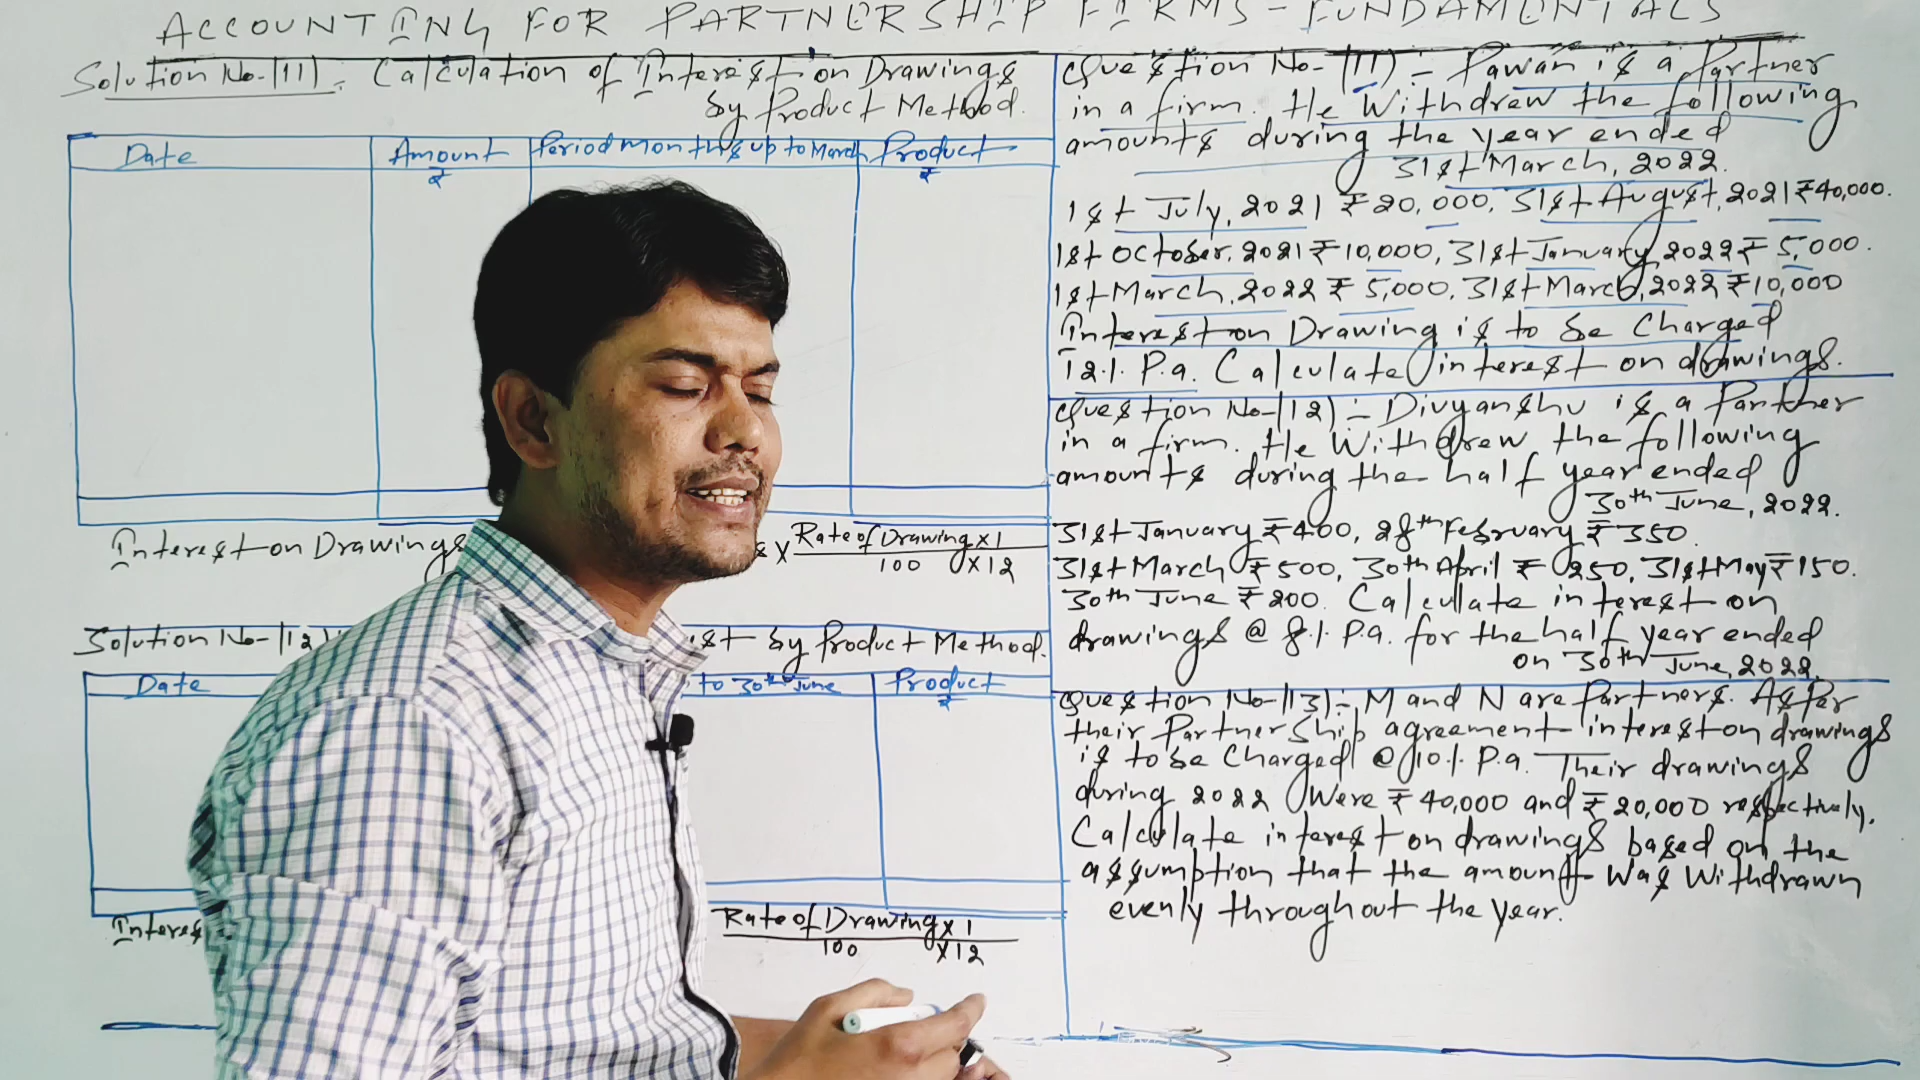 ACCOUNTING FOR PARTNERSHIP FIRMS - FUNDAMENTALS
Solution No-(11):- Calculation of Interest on Drawings
by Product Method.
Date Amount ₹ Period months up to March Product ₹
Interest on Drawings
s × Rate of Drawing × 1
100 × 12
Solution No-(12)
st by Product Method.
Date
to 30th June Product ₹
Interes
Rate of Drawing × 1
100 × 12
Question No-(11):- Pawan is a Partner
in a firm. He Withdrew the following
amounts during the year ended
31st March, 2022.
1st July, 2021 ₹20,000, 31st August, 2021 ₹40,000.
1st October, 2021 ₹10,000, 31st January, 2022 ₹5,000.
1st March, 2022 ₹5,000, 31st March, 2022 ₹10,000
Interest on Drawing is to be Charged
12% P.a. Calculate interest on drawings.
Question No-(12):- Divyanshu is a Partner
in a firm. He Withdrew the following
amounts during the half year ended
30th June, 2022.
31st January ₹400, 28th February ₹350.
31st March ₹500, 30th April ₹250, 31st May ₹150.
30th June ₹200. Calculate interest on
drawings @ 8% P.a. for the half year ended
on 30th June, 2022.
Question No-(13):- M and N are Partners. As Per
their Partnership agreement interest on drawings
is to be Charged @ 10% P.a. Their drawings
during 2022 Were ₹40,000 and ₹20,000 respectively.
Calculate interest on drawings based on the
assumption that the amount Was Withdrawn
evenly throughout the year.